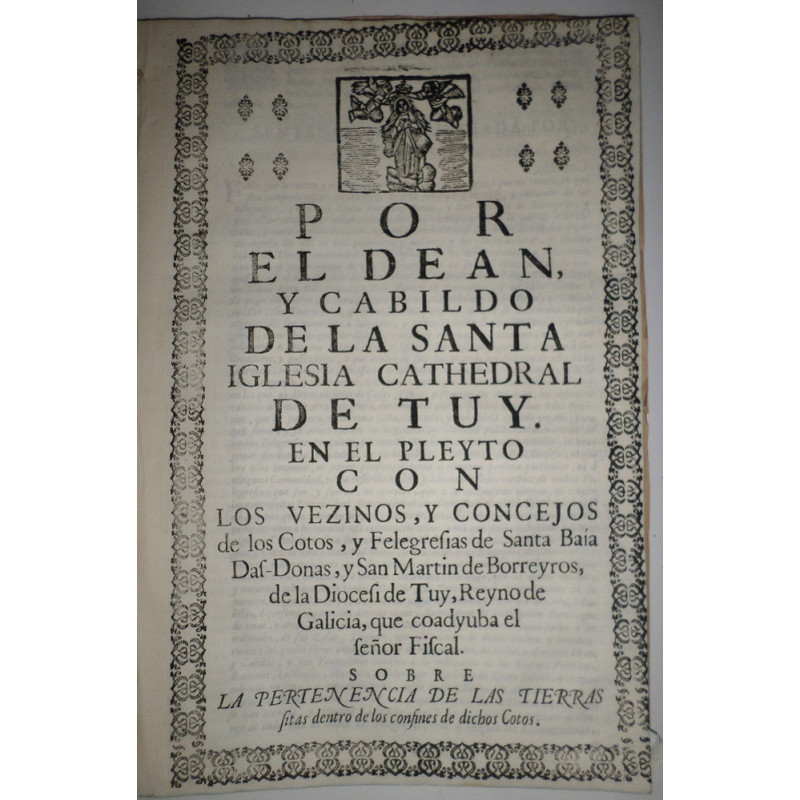 POR
EL DEAN,
Y CABILDO
DE LA SANTA
IGLESIA CATHEDRAL
DE TUY.
EN EL PLEYTO
CON
LOS VEZINOS, Y CONCEJOS
de los Cotos, y Felegreſias de Santa Baía
Daſ-Donas, y San Martin de Borreyros,
de la Dioceſi de Tuy, Reyno de
Galicia, que coadyuba el
ſeñor Fiſcal.
SOBRE
LA PERTENENCIA DE LAS TIERRAS
ſitas dentro de los confines de dichos Cotos.